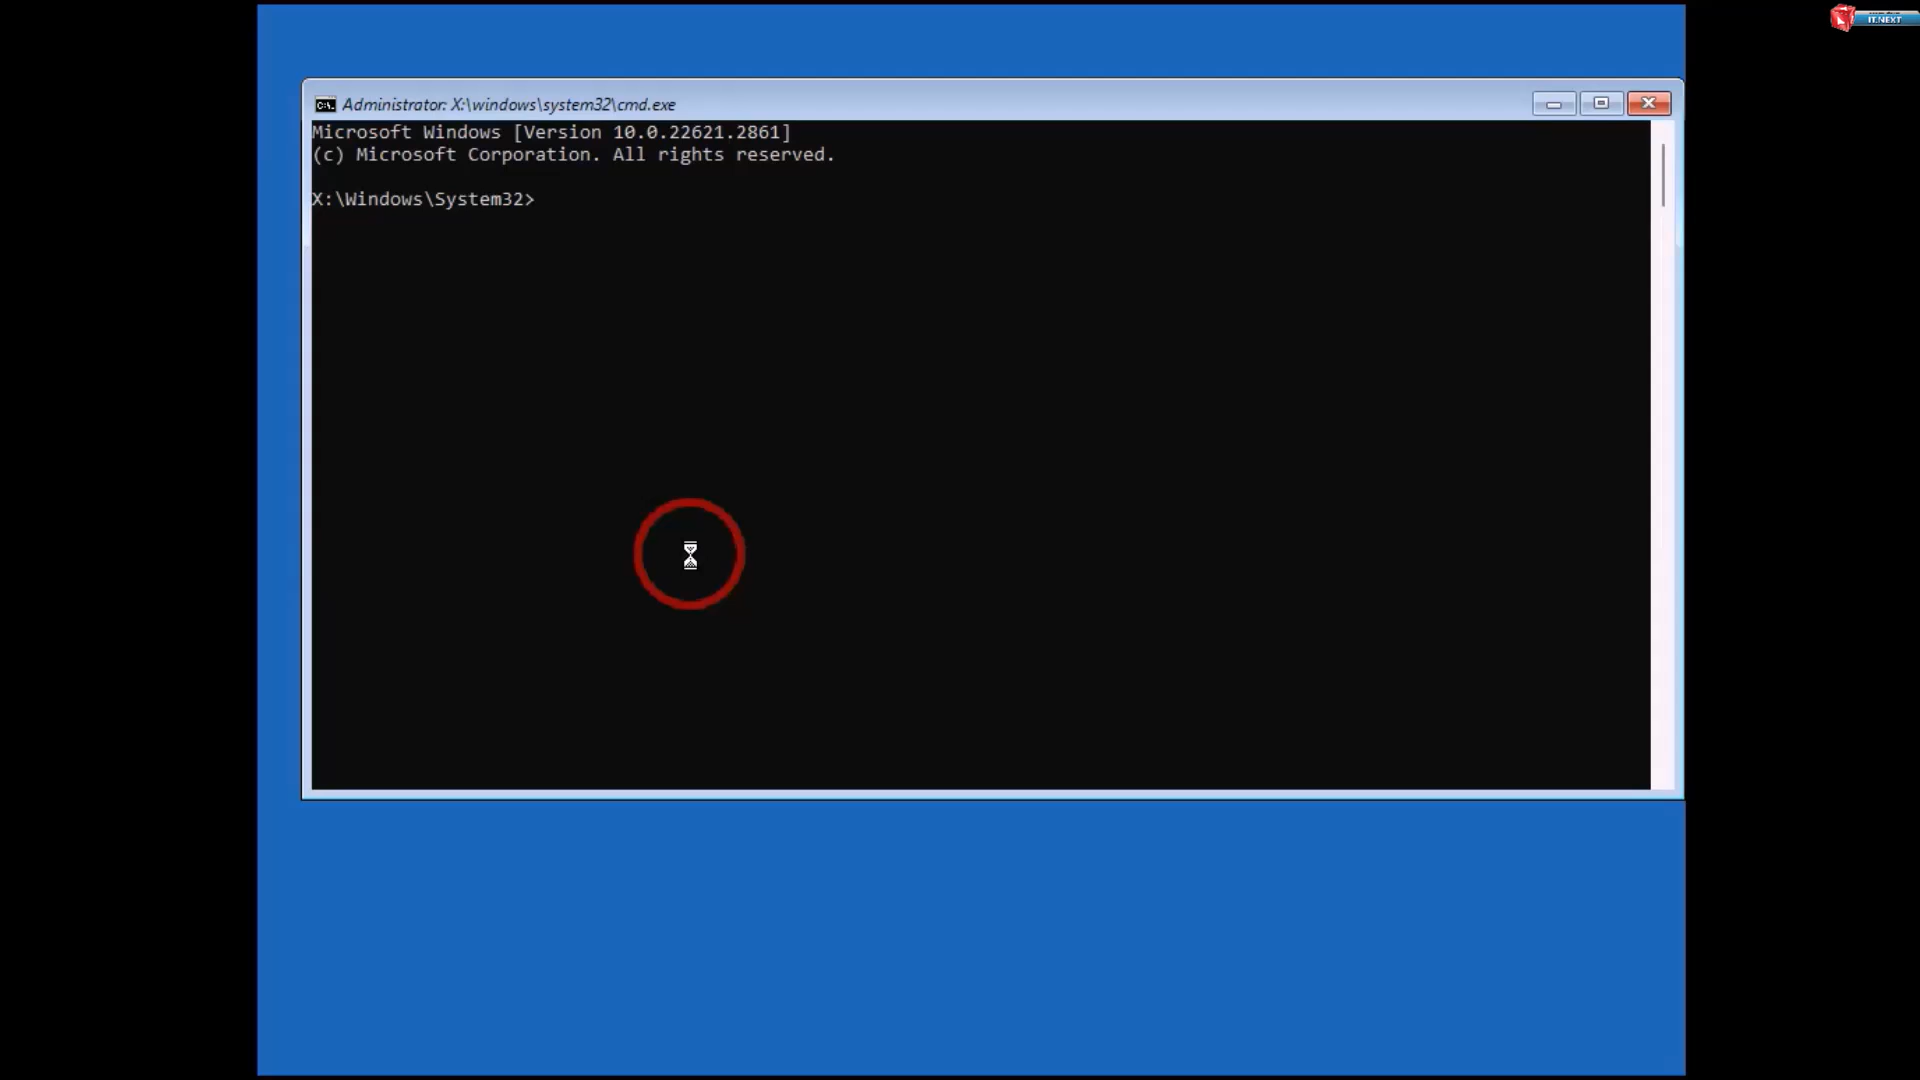 IT.NEXT
Administrator: X:\windows\system32\cmd.exe
Microsoft Windows [Version 10.0.22621.2861]
(c) Microsoft Corporation. All rights reserved.
X:\Windows\System32>